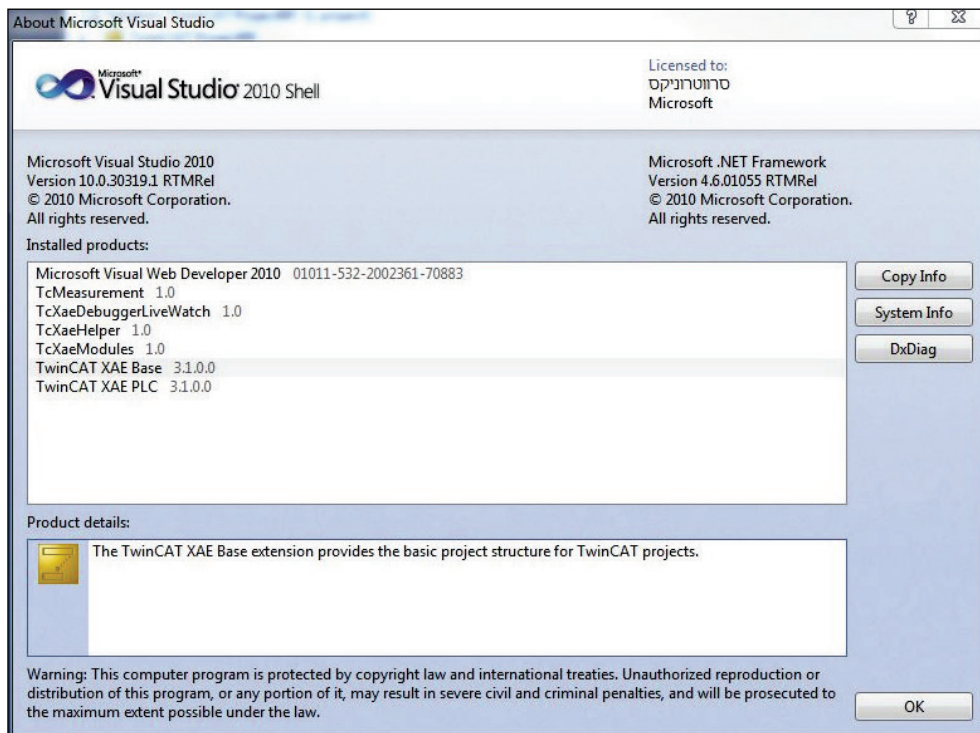 About Microsoft Visual Studio
Microsoft®
Visual Studio® 2010 Shell
Licensed to:
סרווטרוניקס
Microsoft
Microsoft Visual Studio 2010
Version 10.0.30319.1 RTMRel
© 2010 Microsoft Corporation.
All rights reserved.
Microsoft .NET Framework
Version 4.6.01055 RTMRel
© 2010 Microsoft Corporation.
All rights reserved.
Installed products:
Microsoft Visual Web Developer 2010 01011-532-2002361-70883
TcMeasurement 1.0
TcXaeDebuggerLiveWatch 1.0
TcXaeHelper 1.0
TcXaeModules 1.0
TwinCAT XAE Base 3.1.0.0
TwinCAT XAE PLC 3.1.0.0
Copy Info
System Info
DxDiag
Product details:
The TwinCAT XAE Base extension provides the basic project structure for TwinCAT projects.
Warning: This computer program is protected by copyright law and international treaties. Unauthorized reproduction or
distribution of this program, or any portion of it, may result in severe civil and criminal penalties, and will be prosecuted to
the maximum extent possible under the law.
OK